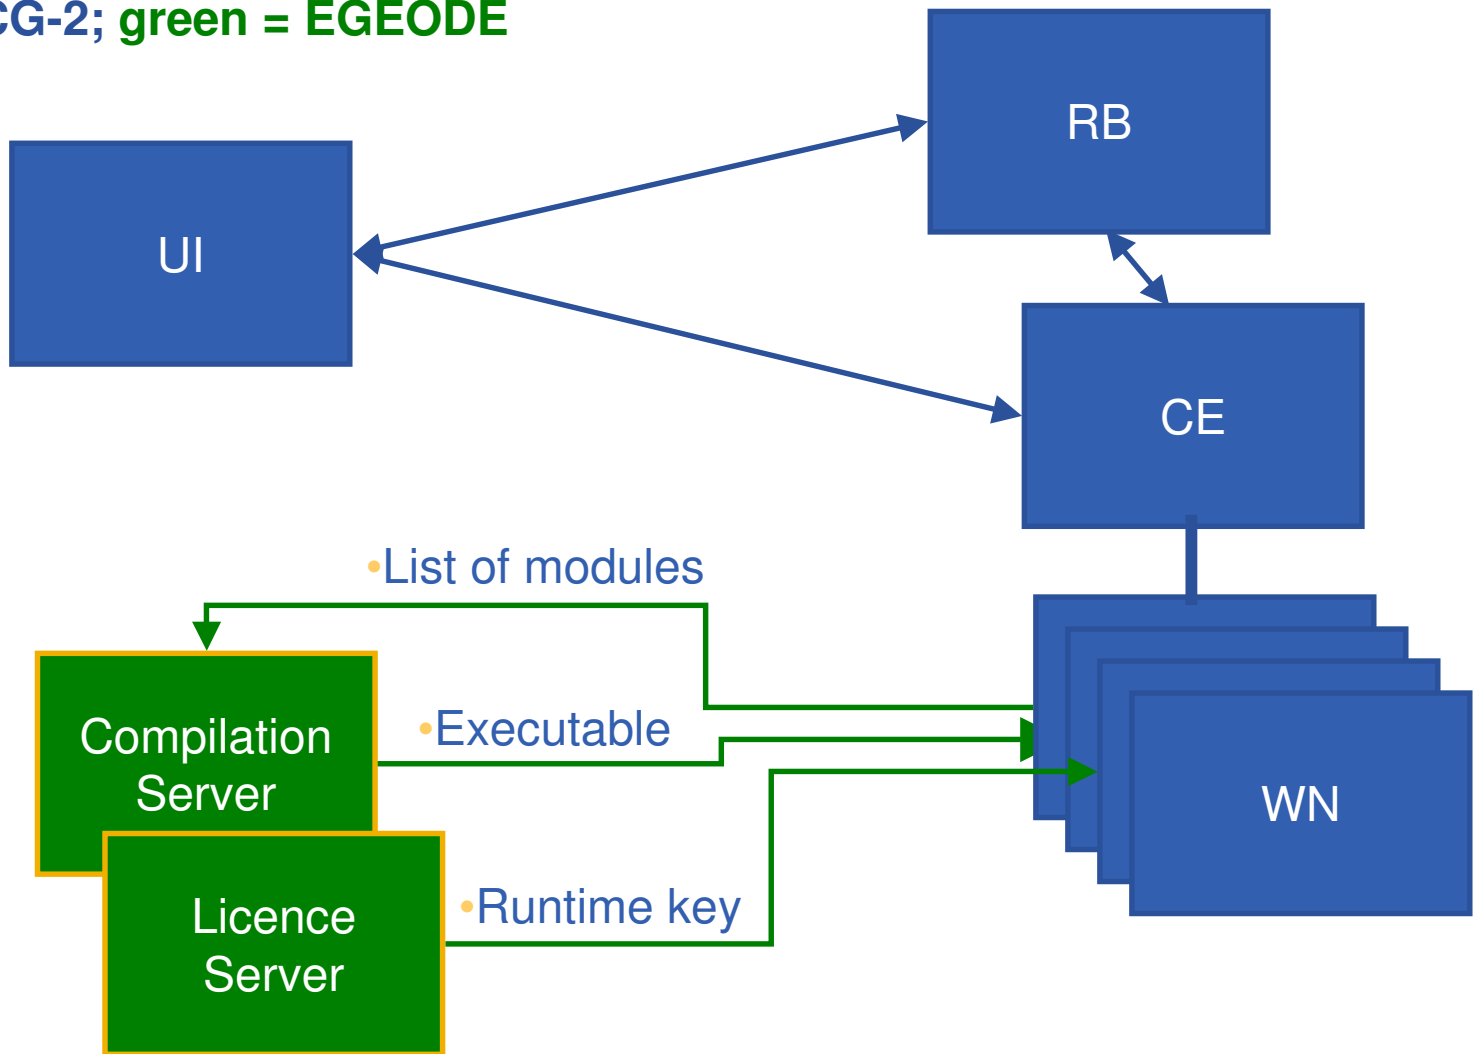 CG-2; green = EGEODE
RB
UI
CE
•List of modules
Compilation
Server
•Executable
WN
Licence
Server
•Runtime key